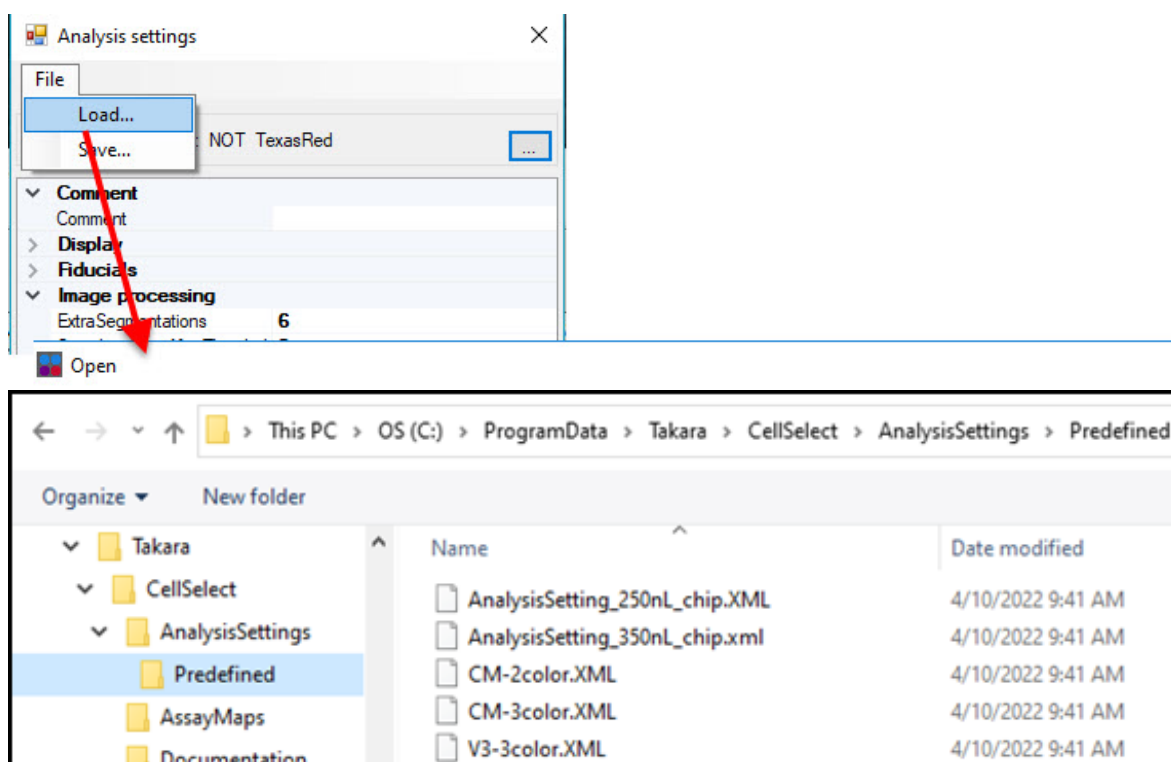 Analysis settings
File
Load...
Save...
NOT TexasRed
...
Comment
Comment
Display
Fiducials
Image processing
ExtraSegmentations 6
Open
This PC > OS (C:) > ProgramData > Takara > CellSelect > AnalysisSettings > Predefined
Organize New folder
Takara
Name Date modified
CellSelect
AnalysisSetting_250nL_chip.XML 4/10/2022 9:41 AM
AnalysisSettings
AnalysisSetting_350nL_chip.xml 4/10/2022 9:41 AM
Predefined
CM-2color.XML 4/10/2022 9:41 AM
AssayMaps
CM-3color.XML 4/10/2022 9:41 AM
Documentation
V3-3color.XML 4/10/2022 9:41 AM